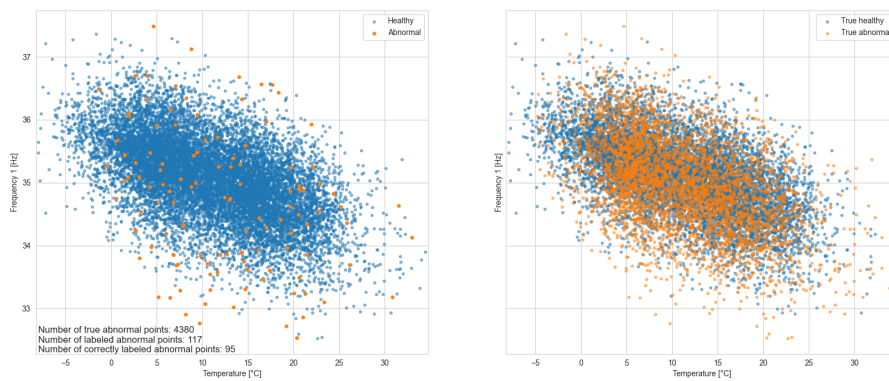 Healthy
Abnormal
37
36
35
34
33
Frequency 1 [Hz]
Number of true abnormal points: 4380
Number of labeled abnormal points: 117
Number of correctly labeled abnormal points: 95
−5 0 5 10 15 20 25 30
Temperature [°C]
True healthy
True abnormal
Frequency 1 [Hz]
−5 0 5 10 15 20 25 30
Temperature [°C]